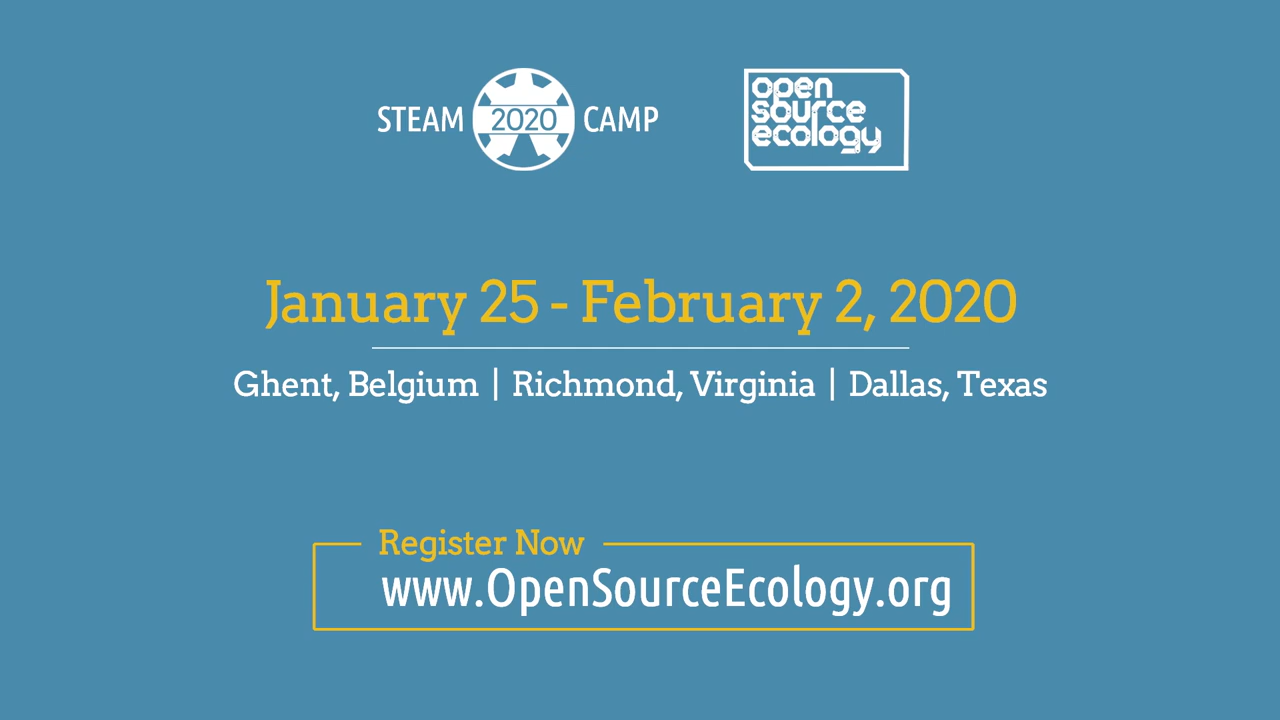 STEAM 2020 CAMP
open
source
ecology
January 25 - February 2, 2020
Ghent, Belgium | Richmond, Virginia | Dallas, Texas
Register Now
www.OpenSourceEcology.org